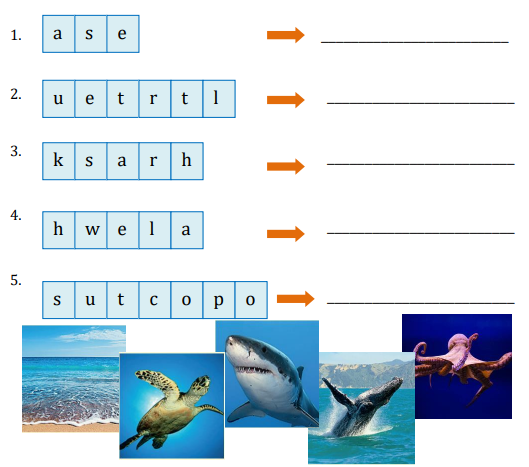 1. a s e
2. u e t r t l
3. k s a r h
4. h w e l a
5. s u t c o p o